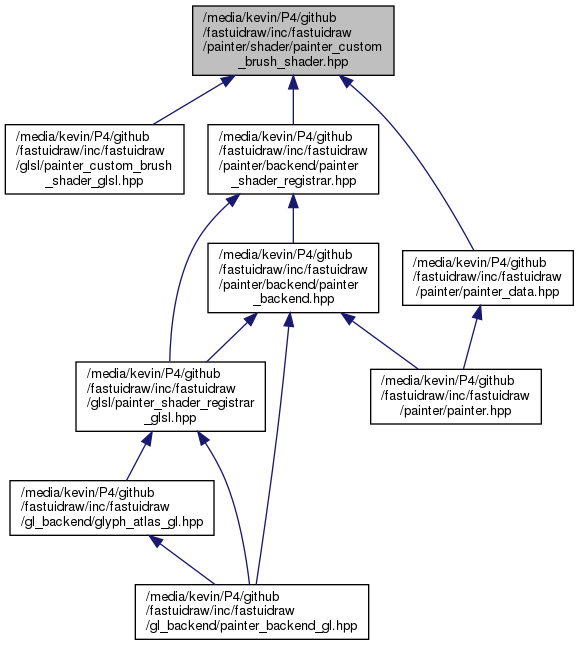 /media/kevin/P4/github
/fastuidraw/inc/fastuidraw
/painter/shader/painter_custom
_brush_shader.hpp
/media/kevin/P4/github
/fastuidraw/inc/fastuidraw
/glsl/painter_custom_brush
_shader_glsl.hpp
/media/kevin/P4/github
/fastuidraw/inc/fastuidraw
/painter/backend/painter
_shader_registrar.hpp
/media/kevin/P4/github
/fastuidraw/inc/fastuidraw
/painter/backend/painter
_backend.hpp
/media/kevin/P4/github
/fastuidraw/inc/fastuidraw
/painter/painter_data.hpp
/media/kevin/P4/github
/fastuidraw/inc/fastuidraw
/glsl/painter_shader_registrar
_glsl.hpp
/media/kevin/P4/github
/fastuidraw/inc/fastuidraw
/painter/painter.hpp
/media/kevin/P4/github
/fastuidraw/inc/fastuidraw
/gl_backend/glyph_atlas_gl.hpp
/media/kevin/P4/github
/fastuidraw/inc/fastuidraw
/gl_backend/painter_backend_gl.hpp